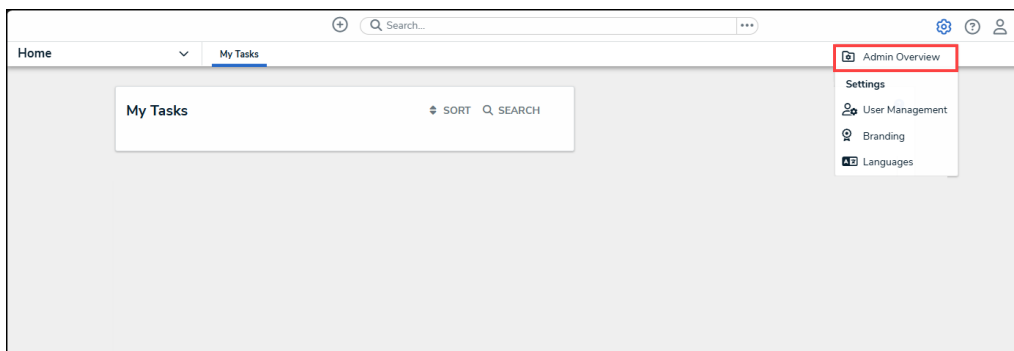 Search...
Home
My Tasks
Admin Overview
Settings
My Tasks
SORT
SEARCH
User Management
Branding
Languages